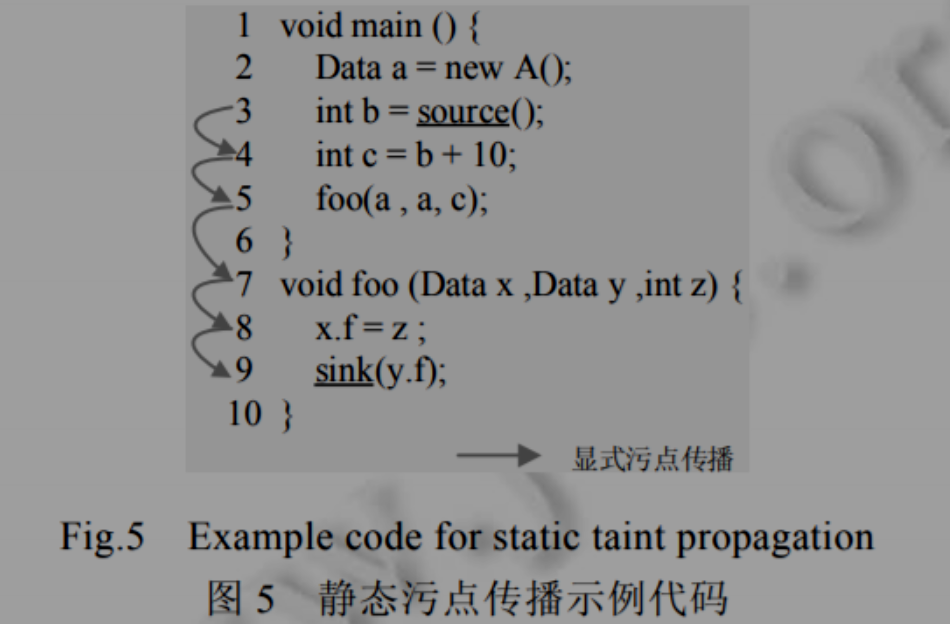 1 void main () {
2 Data a = new A();
3 int b = source();
4 int c = b + 10;
5 foo(a , a, c);
6 }
7 void foo (Data x ,Data y ,int z) {
8 x.f = z ;
9 sink(y.f);
10 }
显式污点传播
Fig.5 Example code for static taint propagation
图 5 静态污点传播示例代码